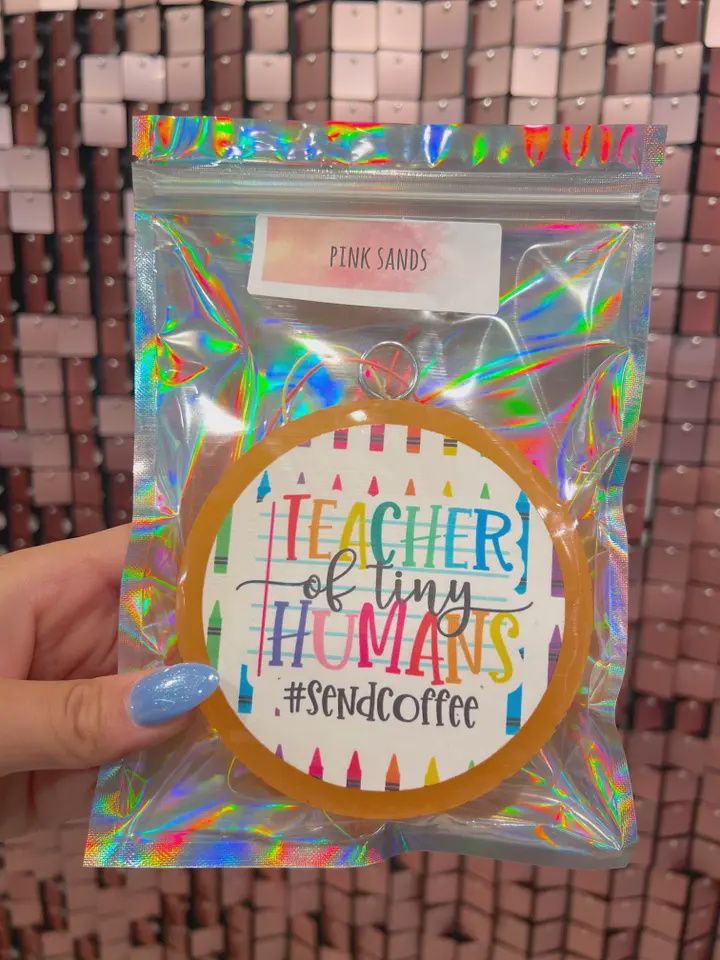 PINK SANDS
TEACHER
of tiny
HUMANS
#SENDCOFFEE